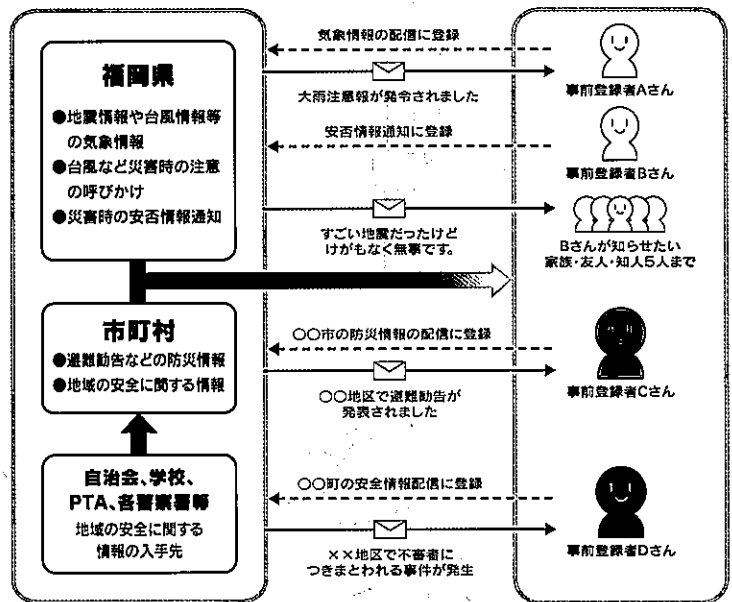 福岡県
●地震情報や台風情報等
の気象情報
●台風など災害時の注意
の呼びかけ
●災害時の安否情報通知
市町村
●避難勧告などの防災情報
●地域の安全に関する情報
自治会、学校、
PTA、各警察署等
地域の安全に関する
情報の入手先
気象情報の配信に登録
大雨注意報が発令されました
安否情報通知に登録
すごい地震だったけど
けがもなく無事です。
〇〇市の防災情報の配信に登録
〇〇地区で避難勧告が
発表されました
〇〇町の安全情報配信に登録
××地区で不審者に
つきまとわれる事件が発生
事前登録者Aさん
事前登録者Bさん
Bさんが知らせたい
家族・友人・知人5人まで
事前登録者Cさん
事前登録者Dさん